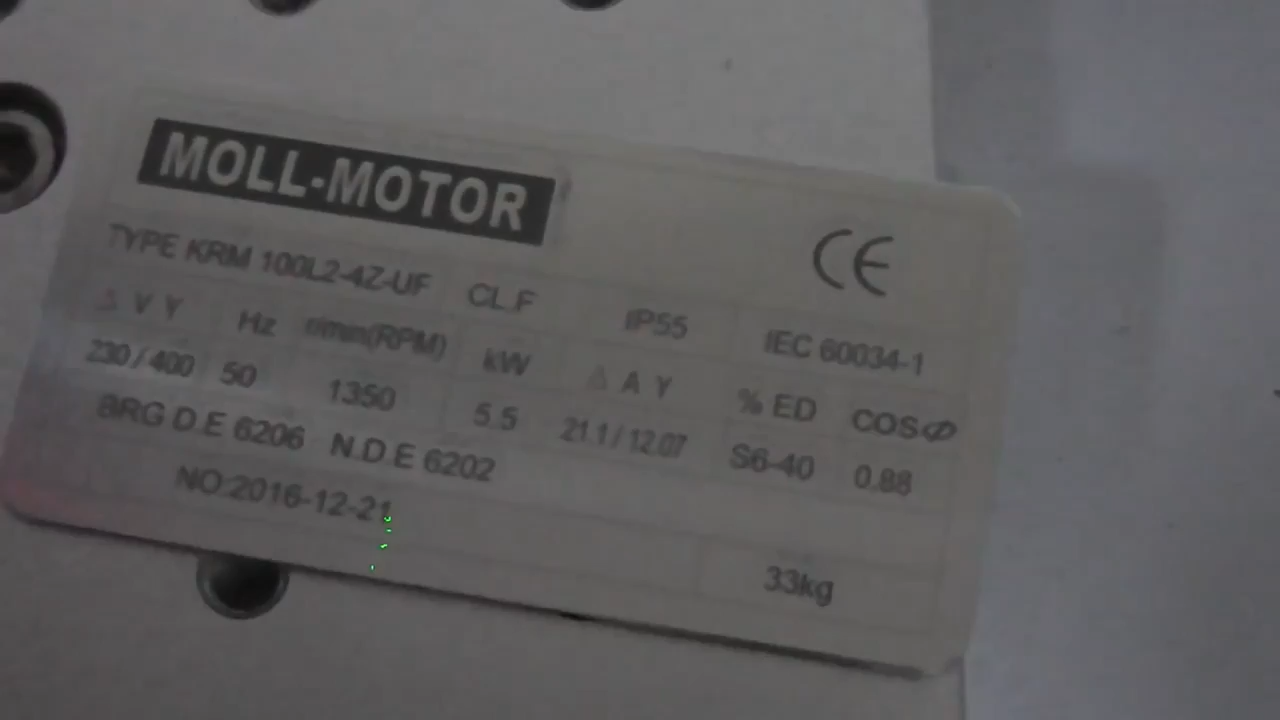 MOLL-MOTOR
CE
TYPE KRM 100L2-4Z-UF CL.F IP55 IEC 60034-1
Δ V Y Hz r/min(RPM) kW Δ A Y % ED COSΦ
230/400 50 1350 5.5 21.1/12.07 S6-40 0.88
BRG D.E 6206 N.D.E 6202
NO:2016-12-21
33kg